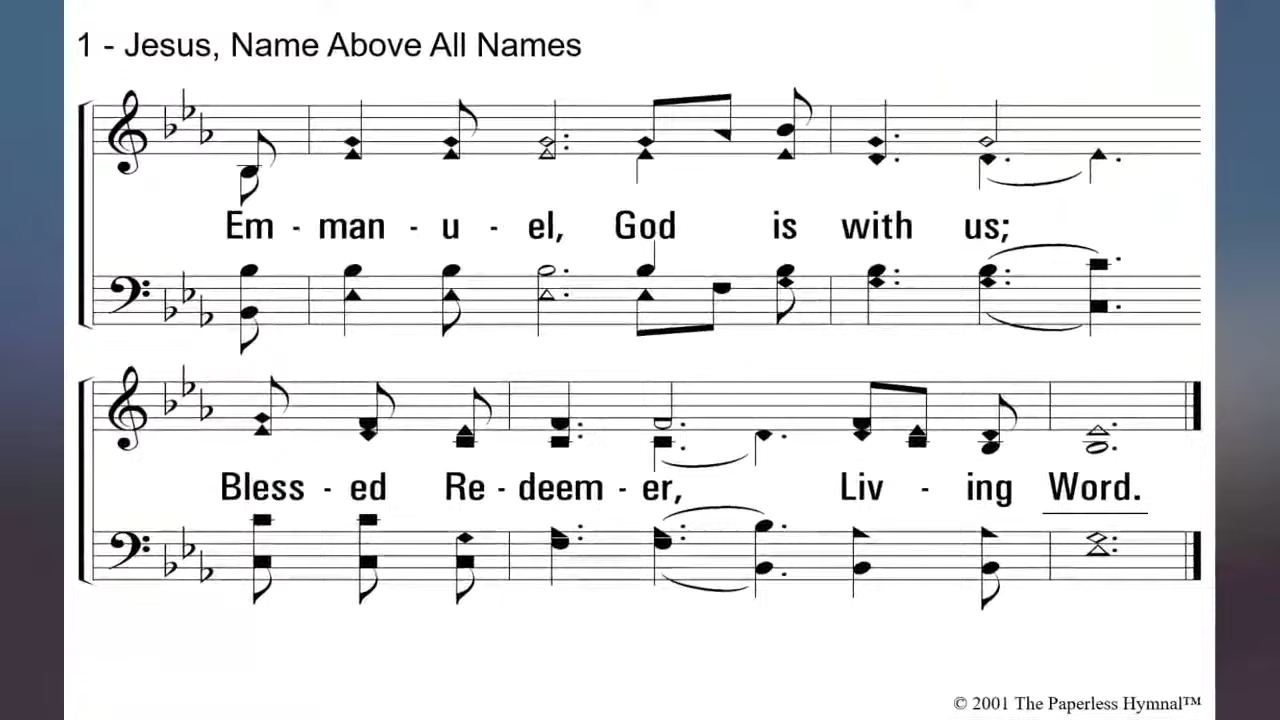 1 - Jesus, Name Above All Names
Em - man - u - el, God is with us;
Bless - ed Re - deem - er, Liv - ing Word.
© 2001 The Paperless Hymnal™